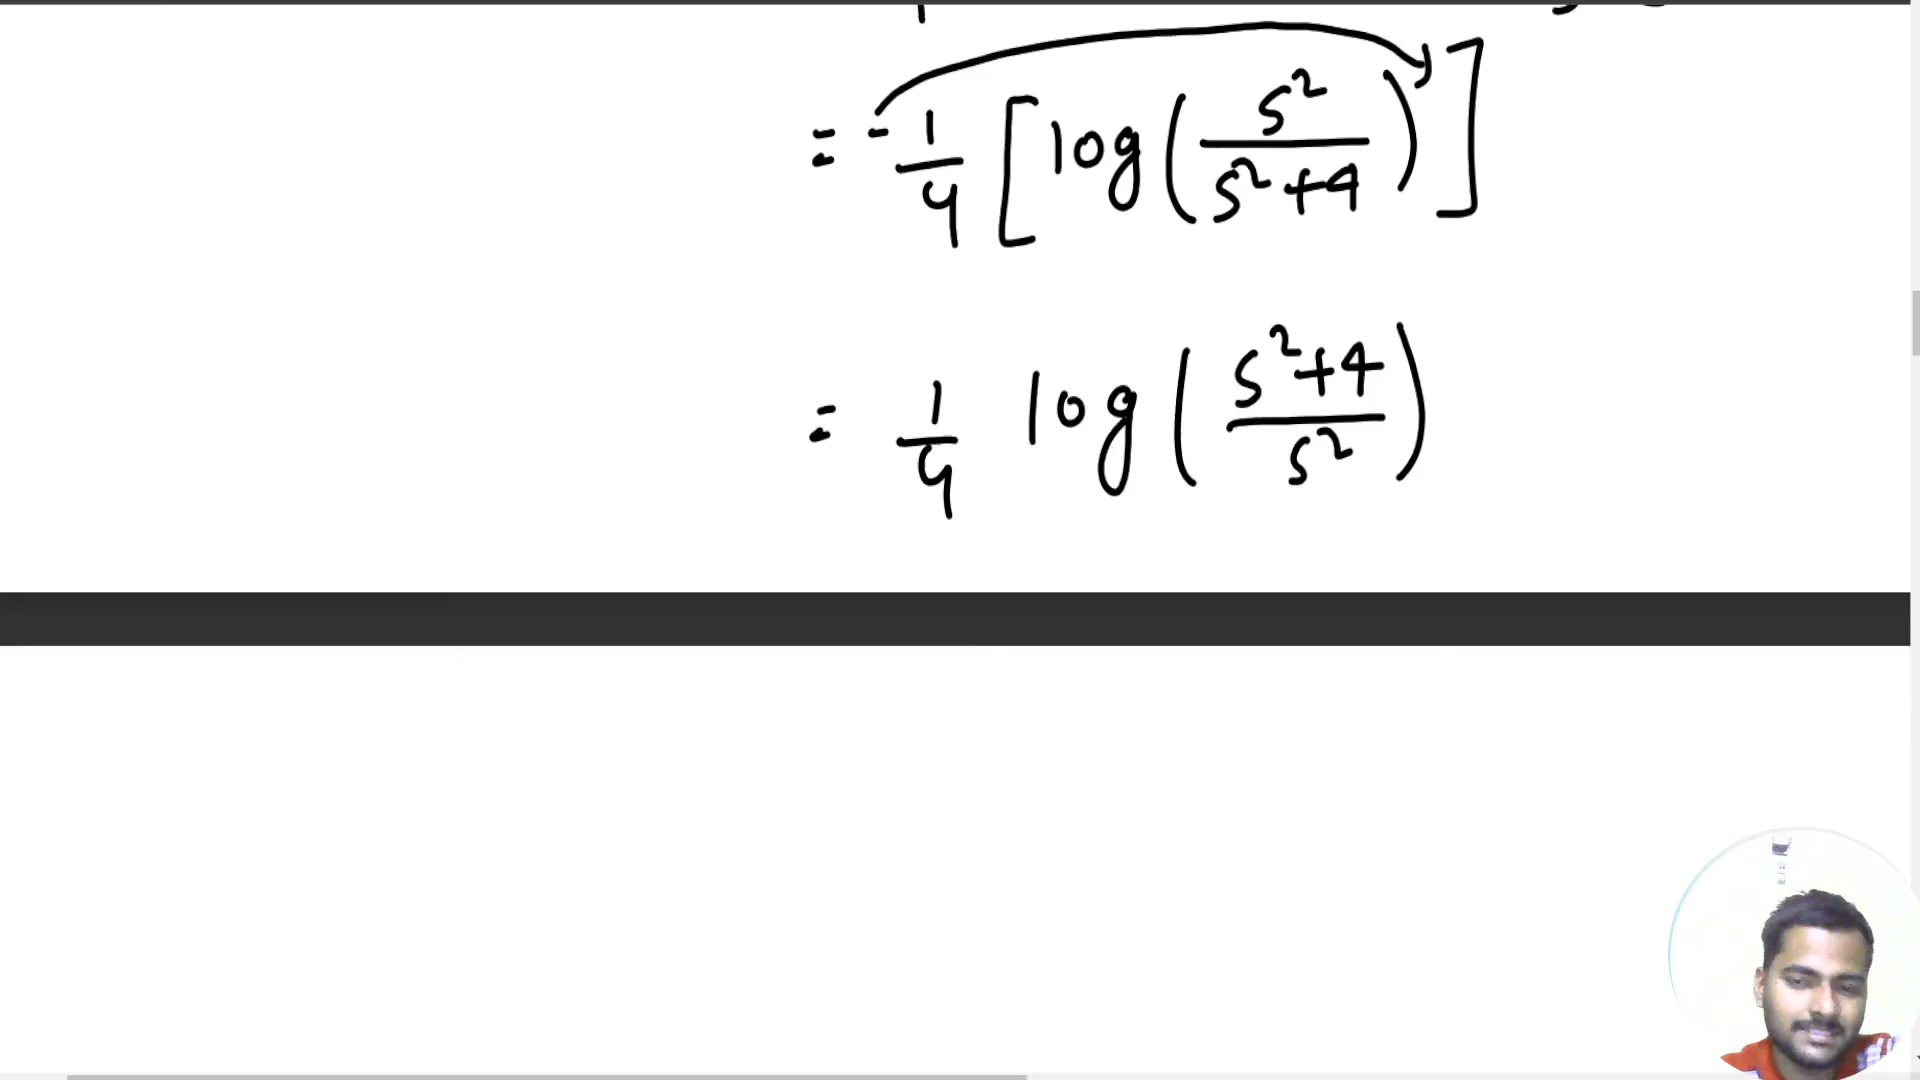 = - 1/4 [ log ( s² / s²+4 ) ]
= 1/4 log ( s²+4 / s² )